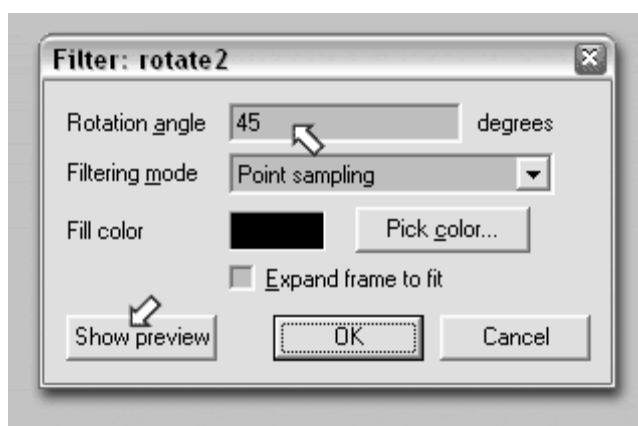 Filter: rotate2
Rotation angle 45 degrees
Filtering mode Point sampling
Fill color Pick color...
Expand frame to fit
Show preview OK Cancel